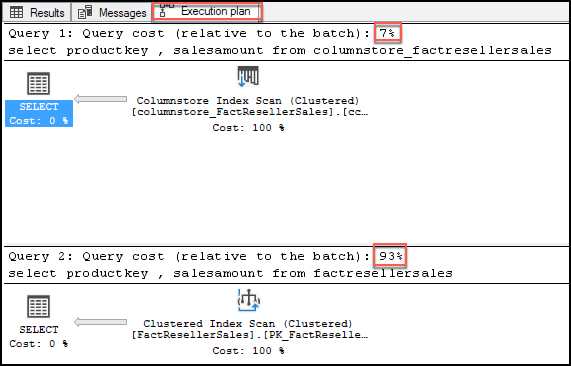 Results Messages Execution plan
Query 1: Query cost (relative to the batch): 7%
select productkey , salesamount from columnstore_factresellersales
SELECT
Cost: 0 %
Columnstore Index Scan (Clustered)
[columnstore_FactResellerSales].[cc…
Cost: 100 %
Query 2: Query cost (relative to the batch): 93%
select productkey , salesamount from factresellersales
SELECT
Cost: 0 %
Clustered Index Scan (Clustered)
[FactResellerSales].[PK_FactReselle…
Cost: 100 %